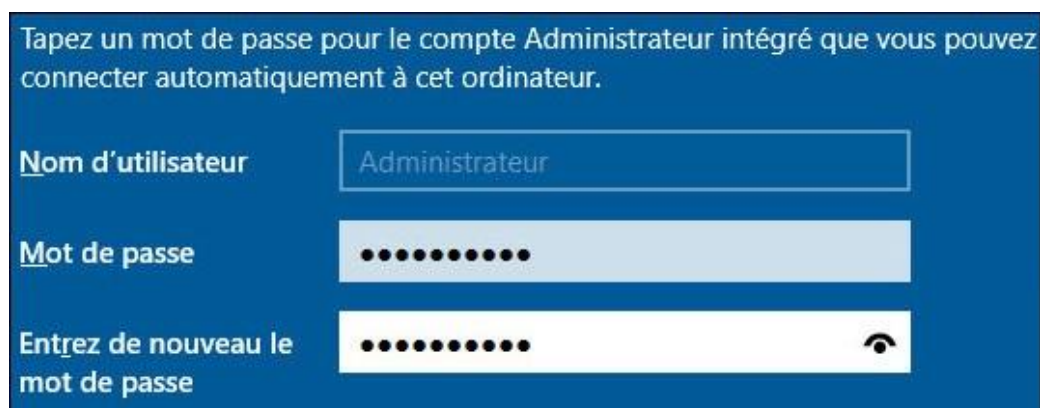 Tapez un mot de passe pour le compte Administrateur intégré que vous pouvez
connecter automatiquement à cet ordinateur.
Nom d’utilisateur
Administrateur
Mot de passe
••••••••••
Entrez de nouveau le
mot de passe
••••••••••